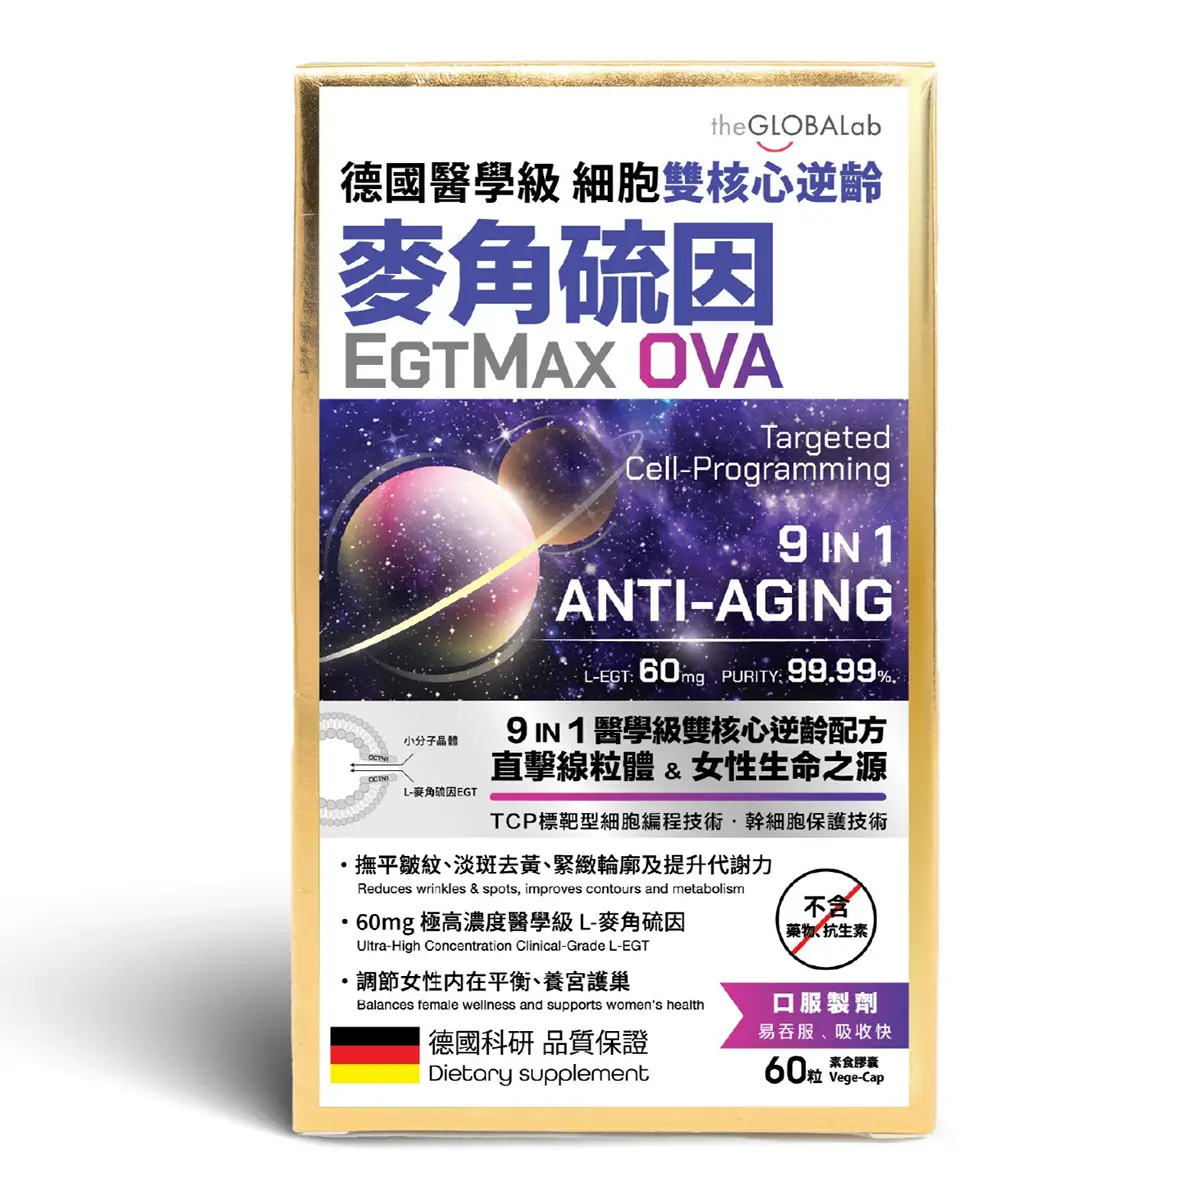 theGLOBALab
德國醫學級 細胞雙核心逆齡
麥角硫因
EGTMAX OVA
Targeted
Cell-Programming
9 IN 1
ANTI-AGING
L-EGT: 60mg PURITY: 99.99%
小分子晶體
OCTN1
OCTN1
L-麥角硫因EGT
9 IN 1 醫學級雙核心逆齡配方
直擊線粒體 & 女性生命之源
TCP標靶型細胞編程技術·幹細胞保護技術
·撫平皺紋、淡斑去黃、緊緻輪廓及提升代謝力
Reduces wrinkles & spots, improves contours and metabolism
·60mg 極高濃度醫學級 L-麥角硫因
Ultra-High Concentration Clinical-Grade L-EGT
·調節女性內在平衡、養宮護巢
Balances female wellness and supports women's health
不含
藥物、抗生素
口服製劑
易吞服、吸收快
德國科研 品質保證
Dietary supplement
60粒 素食膠囊
Vege-Cap